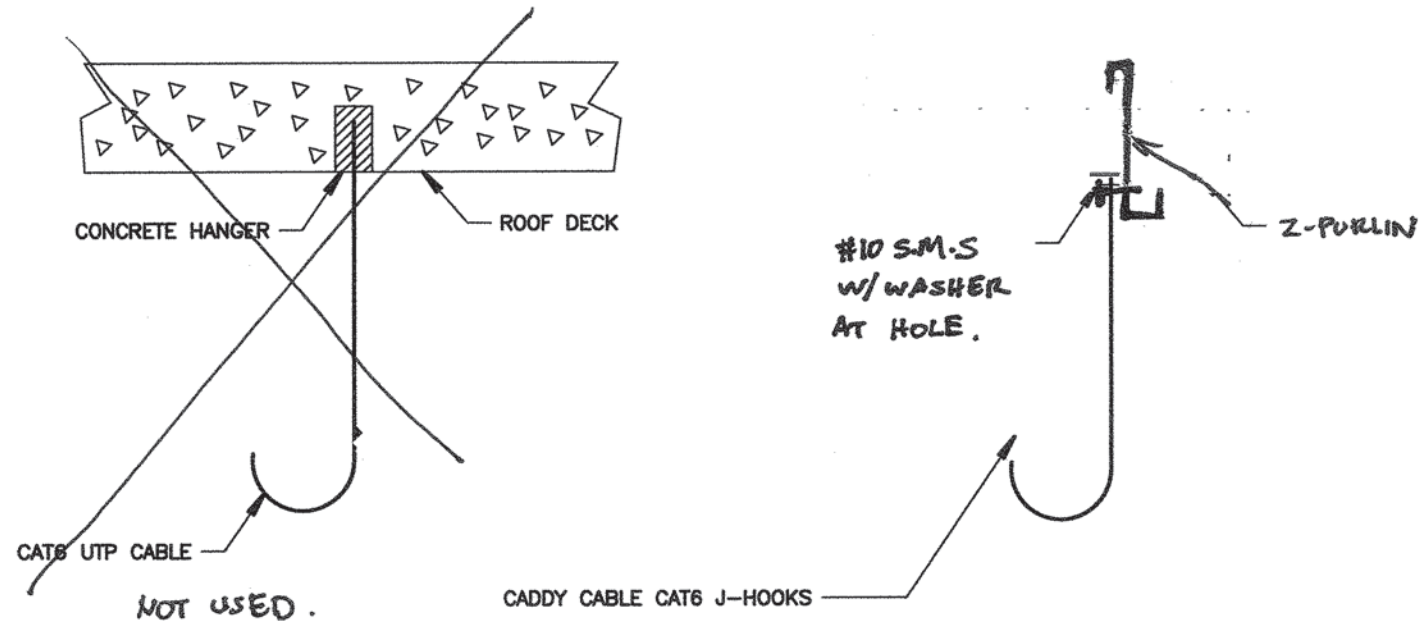 CONCRETE HANGER
ROOF DECK
CAT6 UTP CABLE
NOT USED.
Z-PURLIN
#10 S.M.S
W/WASHER
AT HOLE.
CADDY CABLE CAT6 J-HOOKS